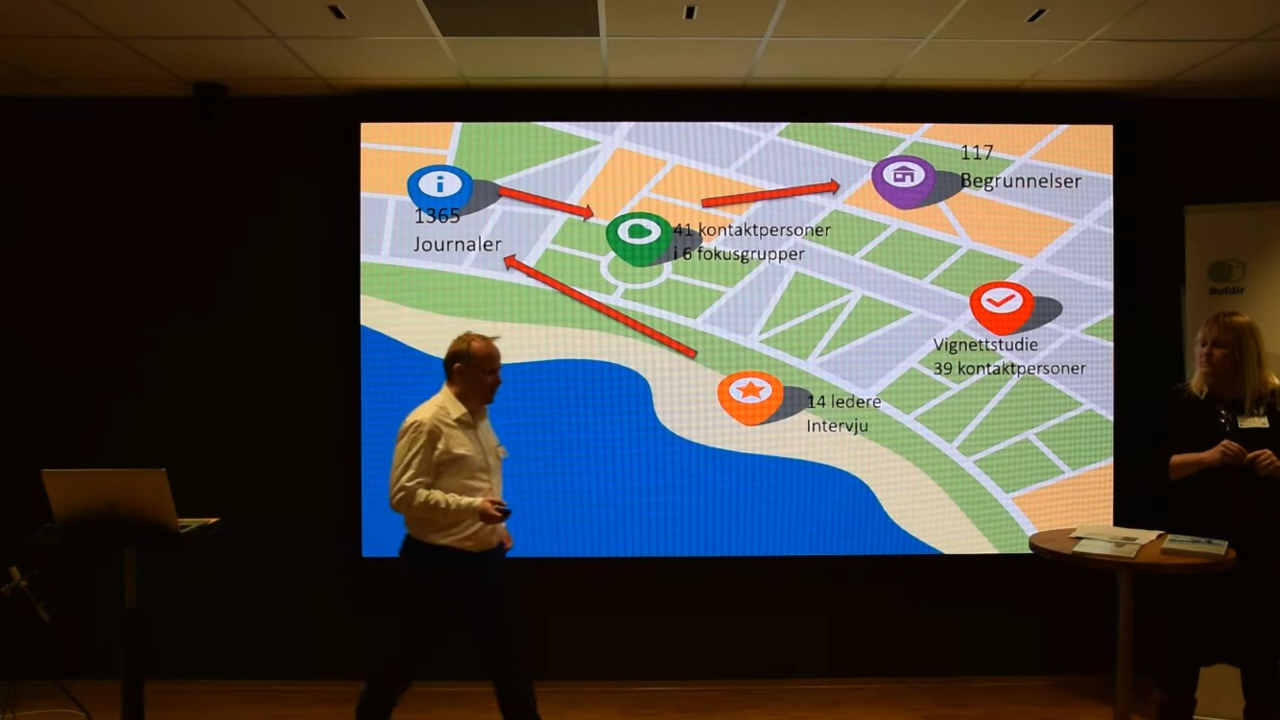 117
Begrunnelser
1365
Journaler
41 kontaktpersoner
i 6 fokusgrupper
Vignettstudie
39 kontaktpersoner
14 ledere
Intervju
Bufdir